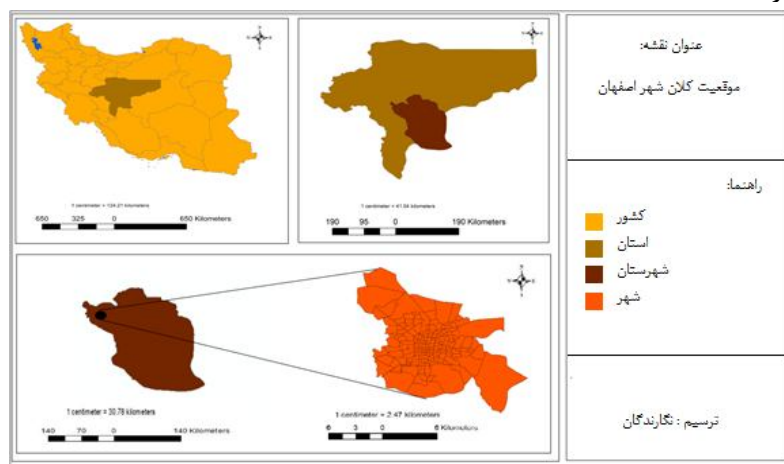 عنوان نقشه:
موقعیت کلان شهر اصفهان
راهنما:
کشور
استان
شهرستان
شهر
ترسیم : نگارندگان
1 centimeter = 134.21 kilometers
650 325 0 650 Kilometers
1 centimeter = 41.04 kilometers
190 95 0 190 Kilometers
1 centimeter = 30.78 kilometers
140 70 0 140 Kilometers
1 centimeter = 2.47 kilometers
6 3 0 6 Kilometers